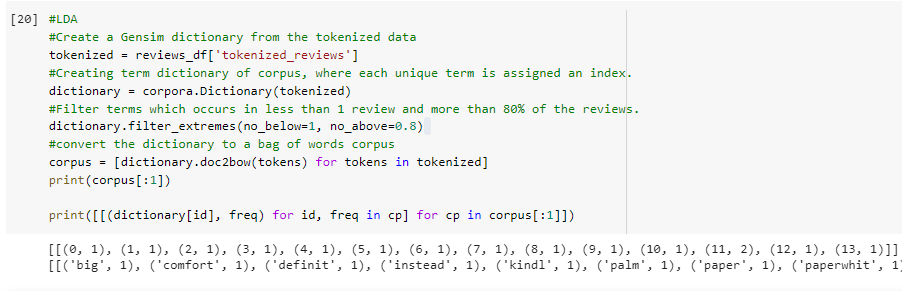 [20] #LDA
#Create a Gensim dictionary from the tokenized data
tokenized = reviews_df['tokenized_reviews']
#Creating term dictionary of corpus, where each unique term is assigned an index.
dictionary = corpora.Dictionary(tokenized)
#Filter terms which occurs in less than 1 review and more than 80% of the reviews.
dictionary.filter_extremes(no_below=1, no_above=0.8)
#convert the dictionary to a bag of words corpus
corpus = [dictionary.doc2bow(tokens) for tokens in tokenized]
print(corpus[:1])
print([[(dictionary[id], freq) for id, freq in cp] for cp in corpus[:1]])
[[(0, 1), (1, 1), (2, 1), (3, 1), (4, 1), (5, 1), (6, 1), (7, 1), (8, 1), (9, 1), (10, 1), (11, 2), (12, 1), (13, 1)]]
[[('big', 1), ('comfort', 1), ('definit', 1), ('instead', 1), ('kindl', 1), ('palm', 1), ('paper', 1), ('paperwhit', 1)